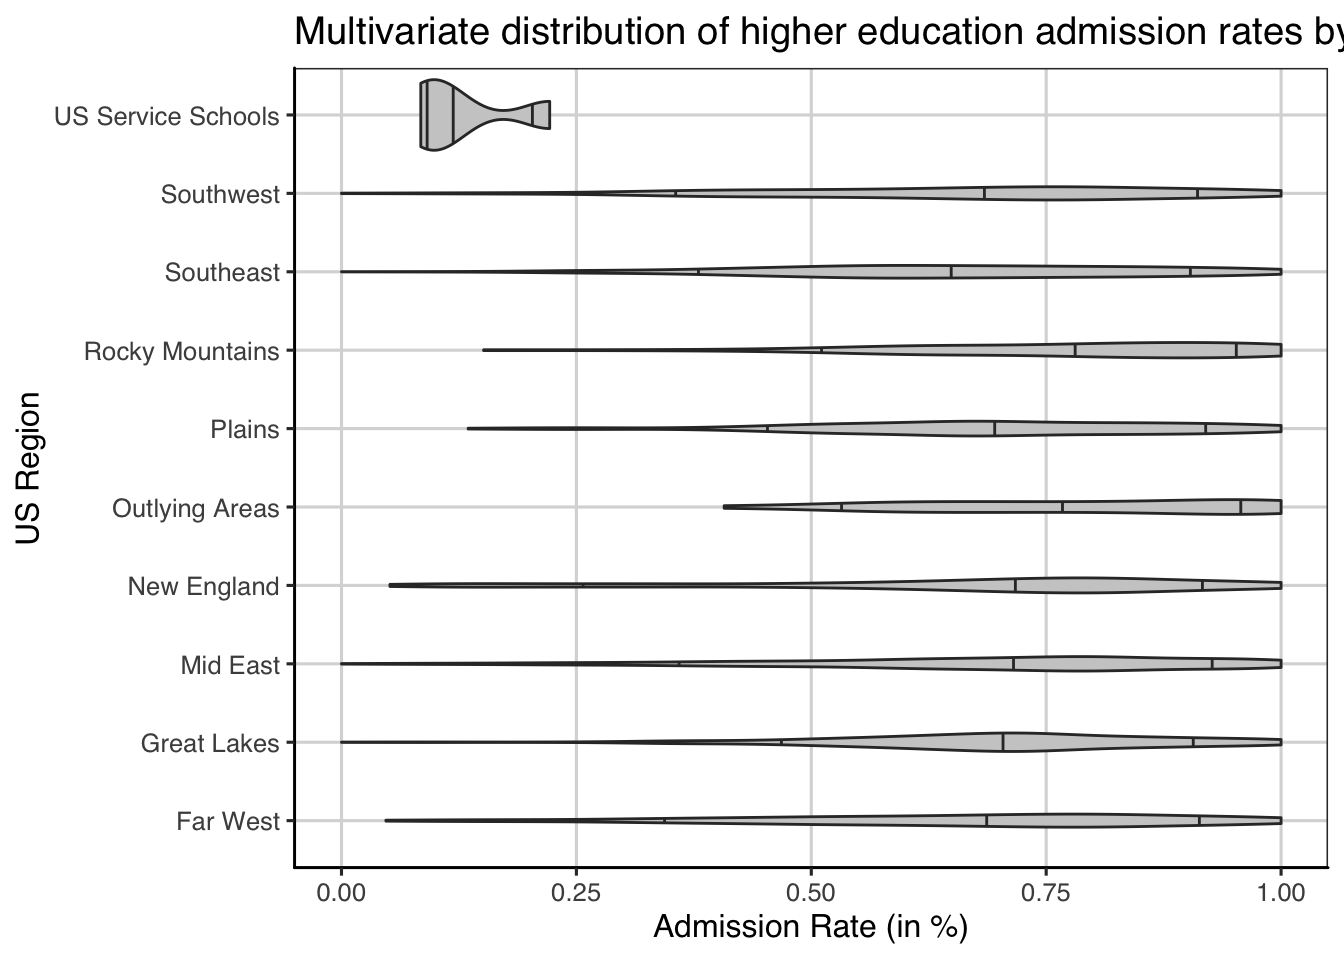 Multivariate distribution of higher education admission rates by
US Service Schools
Southwest
Southeast
Rocky Mountains
Plains
Outlying Areas
New England
Mid East
Great Lakes
Far West
US Region
0.00 0.25 0.50 0.75 1.00
Admission Rate (in %)